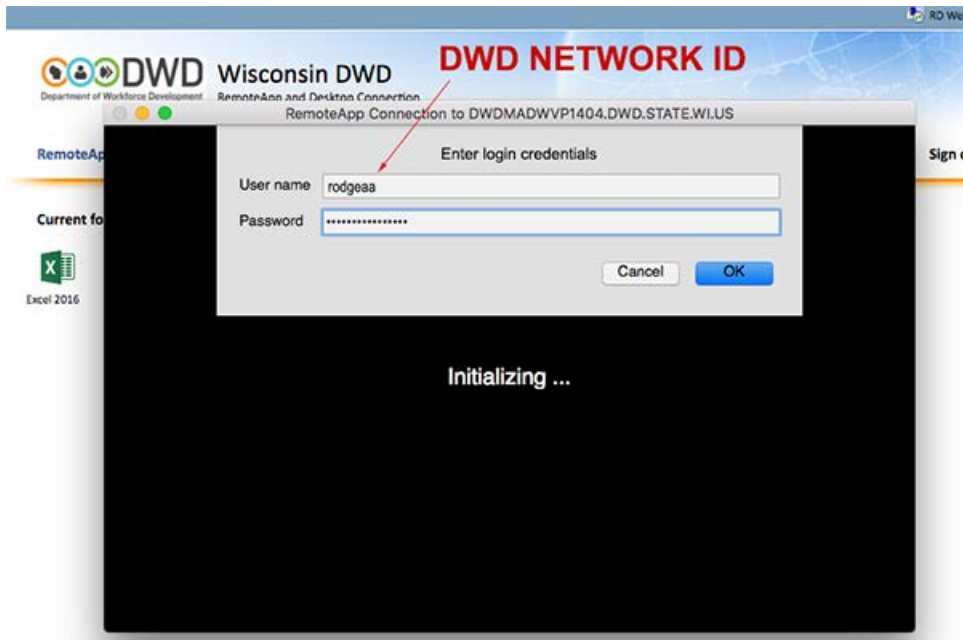 RD We
DWD
Department of Workforce Development
Wisconsin DWD
RemoteApp and Desktop Connection
DWD NETWORK ID
RemoteApp Connection to DWDMADWVP1404.DWD.STATE.WI.US
RemoteAp
Sign
Enter login credentials
User name rodgeaa
Password ••••••••••••••••
Cancel OK
Current fo
Excel 2016
Initializing ...